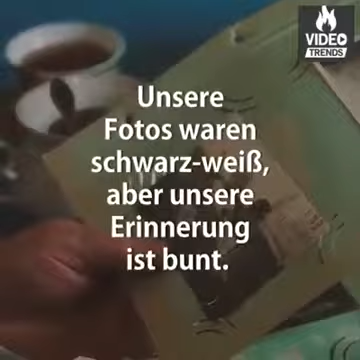 VIDEO
TRENDS
Unsere
Fotos waren
schwarz-weiß,
aber unsere
Erinnerung
ist bunt.